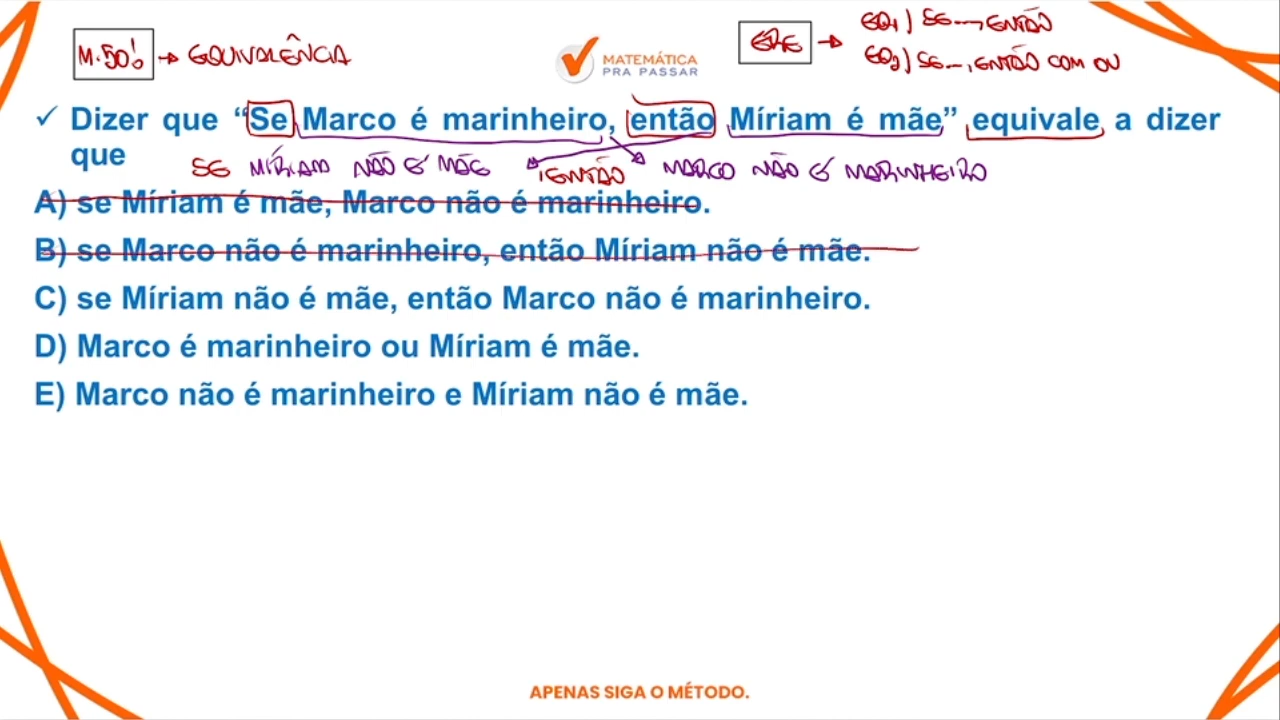 M.50! → EQUIVALÊNCIA
MATEMÁTICA
PRA PASSAR
EQ1) SE..., ENTÃO
EQ2) SE..., ENTÃO COM OU
✓ Dizer que “Se Marco é marinheiro, então Míriam é mãe” equivale a dizer
que
SE MÍRIAM NÃO É MÃE , ENTÃO MARCO NÃO É MARINHEIRO
A) se Míriam é mãe, Marco não é marinheiro.
B) se Marco não é marinheiro, então Míriam não é mãe.
C) se Míriam não é mãe, então Marco não é marinheiro.
D) Marco é marinheiro ou Míriam é mãe.
E) Marco não é marinheiro e Míriam não é mãe.
APENAS SIGA O MÉTODO.